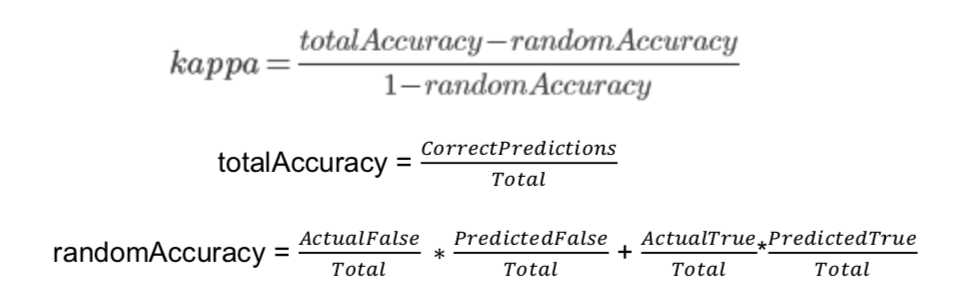 kappa = totalAccuracy−randomAccuracy / 1−randomAccuracy
totalAccuracy = CorrectPredictions / Total
randomAccuracy = ActualFalse / Total * PredictedFalse / Total + ActualTrue / Total * PredictedTrue / Total